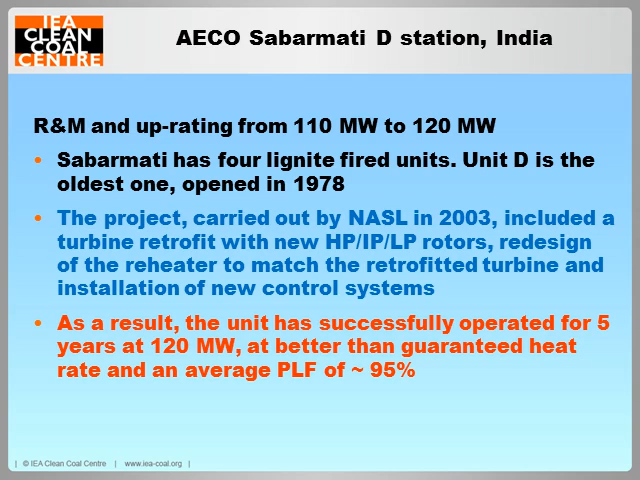 IEA
CLEAN
COAL
CENTRE
AECO Sabarmati D station, India
R&M and up-rating from 110 MW to 120 MW
• Sabarmati has four lignite fired units. Unit D is the
oldest one, opened in 1978
• The project, carried out by NASL in 2003, included a
turbine retrofit with new HP/IP/LP rotors, redesign
of the reheater to match the retrofitted turbine and
installation of new control systems
• As a result, the unit has successfully operated for 5
years at 120 MW, at better than guaranteed heat
rate and an average PLF of ~ 95%
| © IEA Clean Coal Centre | www.iea-coal.org |